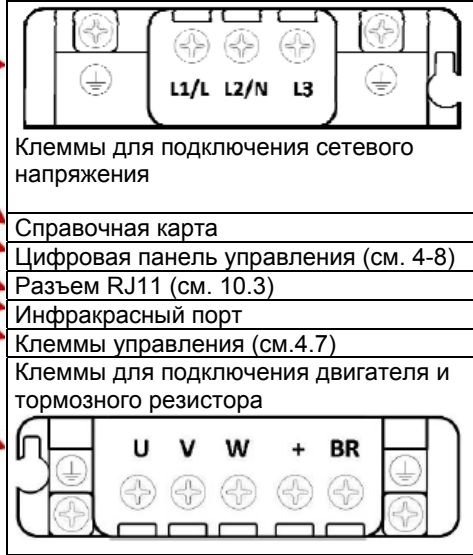 L1/L L2/N L3
Клеммы для подключения сетевого
напряжения
Справочная карта
Цифровая панель управления (см. 4-8)
Разъем RJ11 (см. 10.3)
Инфракрасный порт
Клеммы управления (см.4.7)
Клеммы для подключения двигателя и
тормозного резистора
U V W + BR